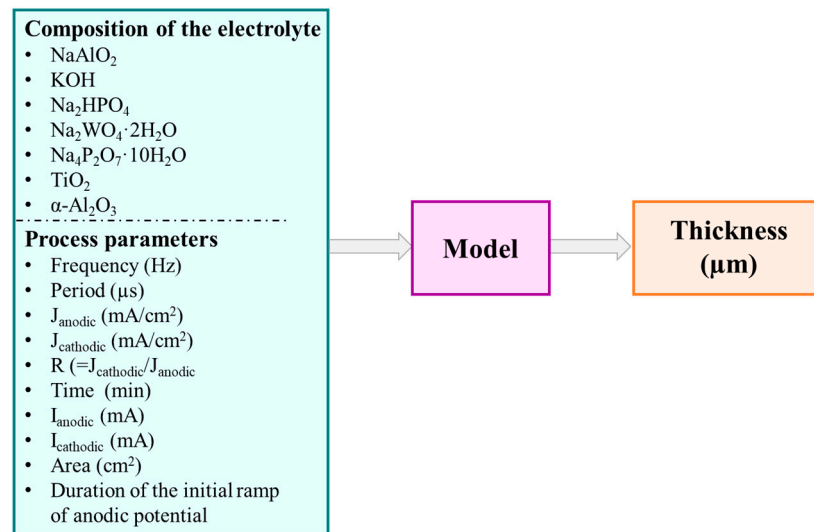 Composition of the electrolyte
• NaAlO₂
• KOH
• Na₂HPO₄
• Na₂WO₄·2H₂O
• Na₄P₂O₇·10H₂O
• TiO₂
• α-Al₂O₃
Process parameters
• Frequency (Hz)
• Period (μs)
• Janodic (mA/cm²)
• Jcathodic (mA/cm²)
• R (=Jcathodic/Janodic
• Time (min)
• Ianodic (mA)
• Icathodic (mA)
• Area (cm²)
• Duration of the initial ramp
of anodic potential
Model
Thickness
(μm)